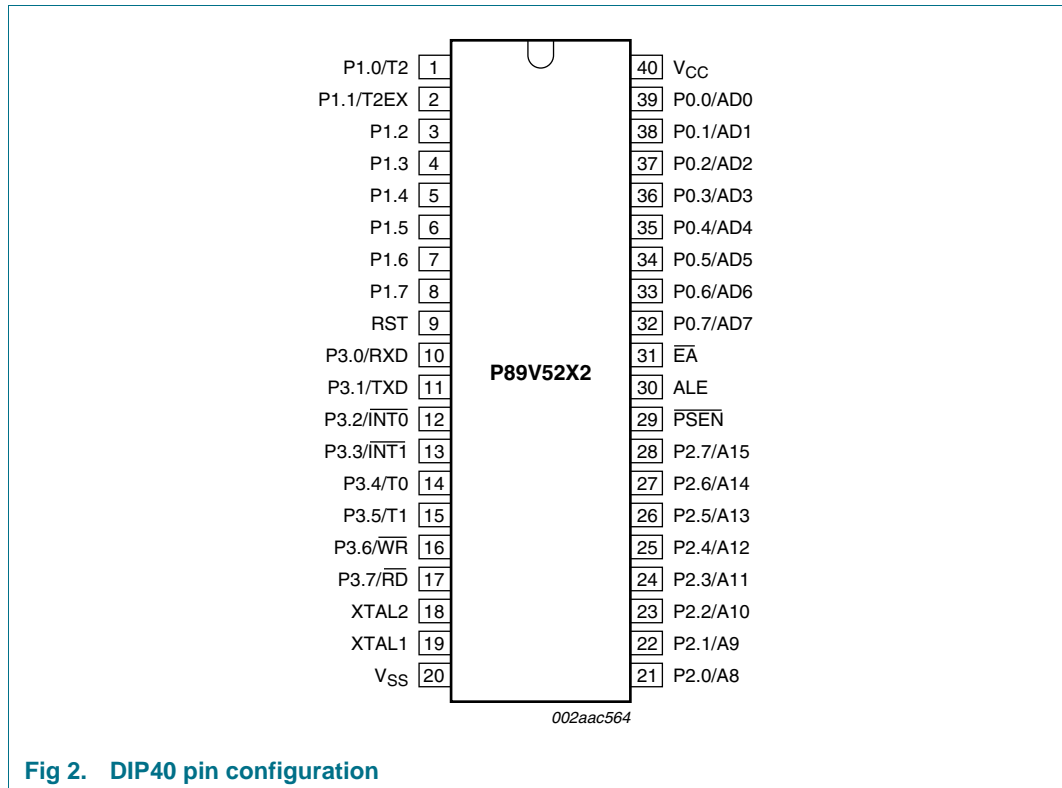 P1.0/T2 1 40 VCC
P1.1/T2EX 2 39 P0.0/AD0
P1.2 3 38 P0.1/AD1
P1.3 4 37 P0.2/AD2
P1.4 5 36 P0.3/AD3
P1.5 6 35 P0.4/AD4
P1.6 7 34 P0.5/AD5
P1.7 8 33 P0.6/AD6
RST 9 32 P0.7/AD7
P3.0/RXD 10 31 E̅A̅
P89V52X2
P3.1/TXD 11 30 ALE
P3.2/I̅N̅T̅0̅ 12 29 P̅S̅E̅N̅
P3.3/I̅N̅T̅1̅ 13 28 P2.7/A15
P3.4/T0 14 27 P2.6/A14
P3.5/T1 15 26 P2.5/A13
P3.6/W̅R̅ 16 25 P2.4/A12
P3.7/R̅D̅ 17 24 P2.3/A11
XTAL2 18 23 P2.2/A10
XTAL1 19 22 P2.1/A9
VSS 20 21 P2.0/A8
002aac564
Fig 2. DIP40 pin configuration